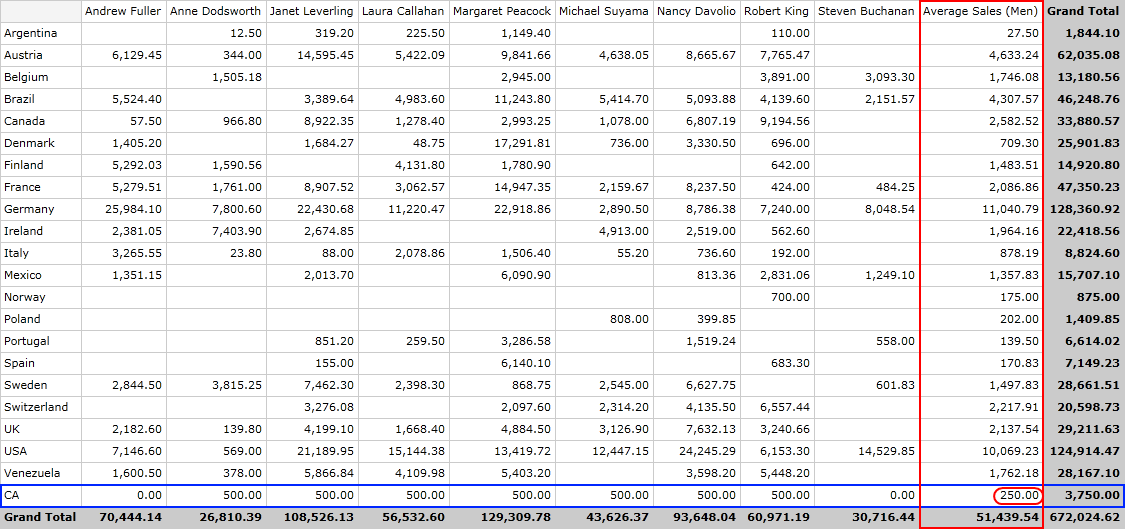 Andrew Fuller Anne Dodsworth Janet Leverling Laura Callahan Margaret Peacock Michael Suyama Nancy Davolio Robert King Steven Buchanan Average Sales (Men) Grand Total
Argentina 12.50 319.20 225.50 1,149.40 110.00 27.50 1,844.10
Austria 6,129.45 344.00 14,595.45 5,422.09 9,841.66 4,638.05 8,665.67 7,765.47 4,633.24 62,035.08
Belgium 1,505.18 2,945.00 3,891.00 3,093.30 1,746.08 13,180.56
Brazil 5,524.40 3,389.64 4,983.60 11,243.80 5,414.70 5,093.88 4,139.60 2,151.57 4,307.57 46,248.76
Canada 57.50 966.80 8,922.35 1,278.40 2,993.25 1,078.00 6,807.19 9,194.56 2,582.52 33,880.57
Denmark 1,405.20 1,684.27 48.75 17,291.81 736.00 3,330.50 696.00 709.30 25,901.83
Finland 5,292.03 1,590.56 4,131.80 1,780.90 642.00 1,483.51 14,920.80
France 5,279.51 1,761.00 8,907.52 3,062.57 14,947.35 2,159.67 8,237.50 424.00 484.25 2,086.86 47,350.23
Germany 25,984.10 7,800.60 22,430.68 11,220.47 22,918.86 2,890.50 8,786.38 7,240.00 8,048.54 11,040.79 128,360.92
Ireland 2,381.05 7,403.90 2,674.85 4,913.00 2,519.00 562.60 1,964.16 22,418.56
Italy 3,265.55 23.80 88.00 2,078.86 1,506.40 55.20 736.60 192.00 878.19 8,824.60
Mexico 1,351.15 2,013.70 6,090.90 813.36 2,831.06 1,249.10 1,357.83 15,707.10
Norway 700.00 175.00 875.00
Poland 808.00 399.85 202.00 1,409.85
Portugal 851.20 259.50 3,286.58 1,519.24 558.00 139.50 6,614.02
Spain 155.00 6,140.10 683.30 170.83 7,149.23
Sweden 2,844.50 3,815.25 7,462.30 2,398.30 868.75 2,545.00 6,627.75 601.83 1,497.83 28,661.51
Switzerland 3,276.08 2,097.60 2,314.20 4,135.50 6,557.44 2,217.91 20,598.73
UK 2,182.60 139.80 4,199.10 1,668.40 4,884.50 3,126.90 7,632.13 3,240.66 2,137.54 29,211.63
USA 7,146.60 569.00 21,189.95 15,144.38 13,419.72 12,447.15 24,245.29 6,153.30 14,529.85 10,069.23 124,914.47
Venezuela 1,600.50 378.00 5,866.84 4,109.98 5,403.20 3,598.20 5,448.20 1,762.18 28,167.10
CA 0.00 500.00 500.00 500.00 500.00 500.00 500.00 500.00 0.00 250.00 3,750.00
Grand Total 70,444.14 26,810.39 108,526.13 56,532.60 129,309.78 43,626.37 93,648.04 60,971.19 30,716.44 51,439.54 672,024.62